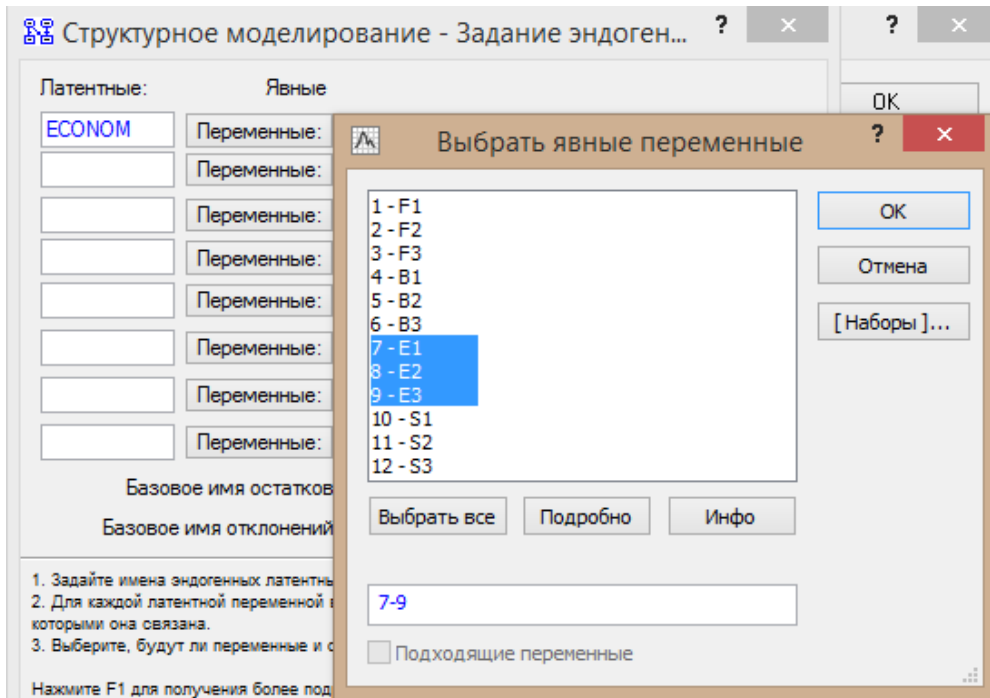 Структурное моделирование - Задание эндоген... ? ×
? ×
Патентные: Явные
OK
ECONOM Переменные:
Переменные:
Переменные:
Переменные:
Переменные:
Переменные:
Переменные:
Переменные:
Базовое имя остатков
Базовое имя отклонений
1. Задайте имена эндогенных латентны
2. Для каждой латентной переменной
которыми она связана.
3. Выберите, будут ли переменные и
Нажмите F1 для получения более под
Выбрать явные переменные ? ×
1 - F1
2 - F2
3 - F3
4 - B1
5 - B2
6 - B3
7 - E1
8 - E2
9 - E3
10 - S1
11 - S2
12 - S3
OK
Отмена
[ Наборы ]...
Выбрать все Подробно Инфо
7-9
Подходящие переменные